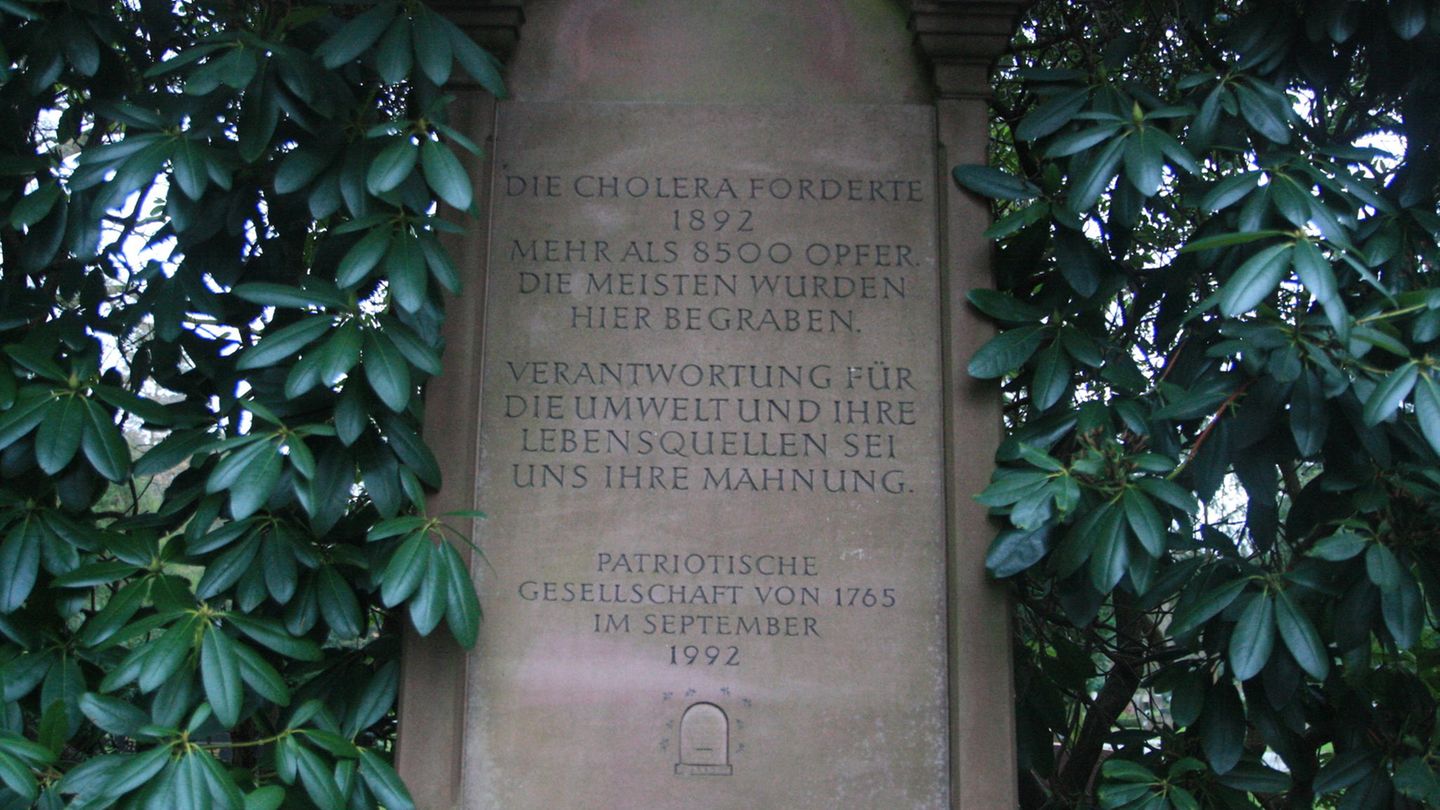 DIE CHOLERA FORDERTE
1892
MEHR ALS 8500 OPFER.
DIE MEISTEN WURDEN
HIER BEGRABEN.
VERANTWORTUNG FÜR
DIE UMWELT UND IHRE
LEBENSQUELLEN SEI
UNS IHRE MAHNUNG.
PATRIOTISCHE
GESELLSCHAFT VON 1765
IM SEPTEMBER
1992